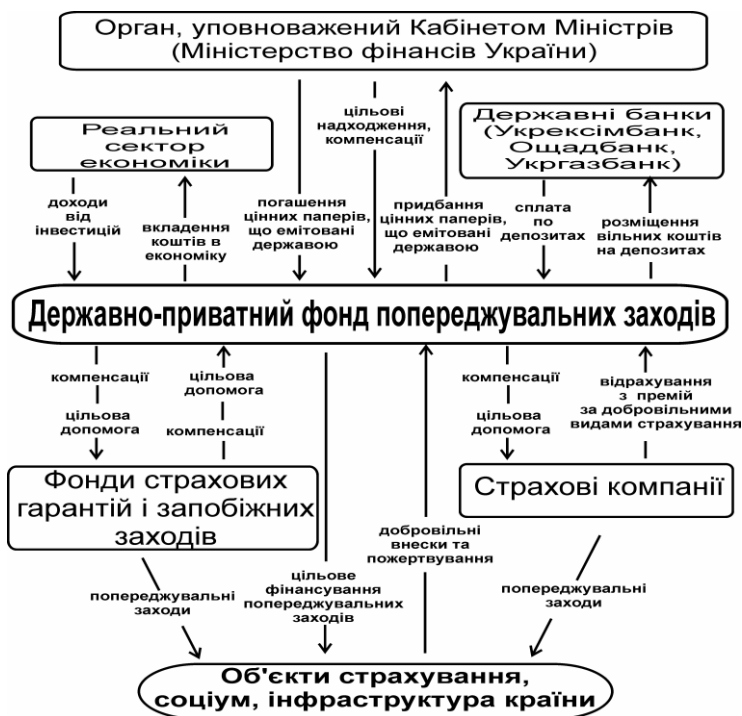 Орган, уповноважений Кабінетом Міністрів
(Міністерство фінансів України)
Реальний
сектор
економіки
цільові
надходження,
компенсації
Державні банки
(Укрексімбанк,
Ощадбанк,
Укргазбанк)
доходи
від
інвестицій
вкладення
коштів в
економіку
погашення
цінних паперів,
що емітовані
державою
придбання
цінних паперів,
що емітовані
державою
сплата
по
депозитах
розміщення
вільних коштів
на депозитах
Державно-приватний фонд попереджувальних заходів
компенсації
цільова
допомога
цільова
допомога
компенсації
компенсації
цільова
допомога
відрахування
з премій
за добровільними
видами страхування
Фонди страхових
гарантій і запобіжних
заходів
Страхові компанії
добровільні
внески та
пожертвування
попереджувальні
заходи
цільове
фінансування
попереджувальних
заходів
попереджувальні
заходи
Об'єкти страхування,
соціум, інфраструктура країни